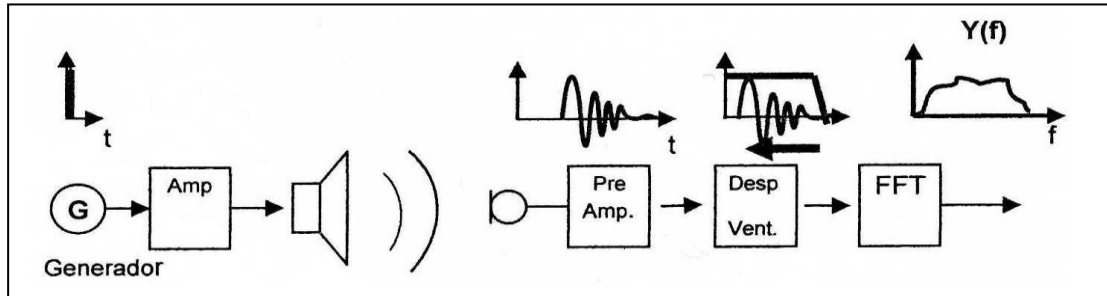 Y(f)
t
t
f
G
Amp
Pre
Amp.
Desp
Vent.
FFT
Generador